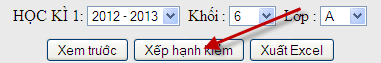 HỌC KÌ 1: 2012 - 2013 Khối : 6 Lớp : A
Xem trước Xếp hạnh kiểm Xuất Excel